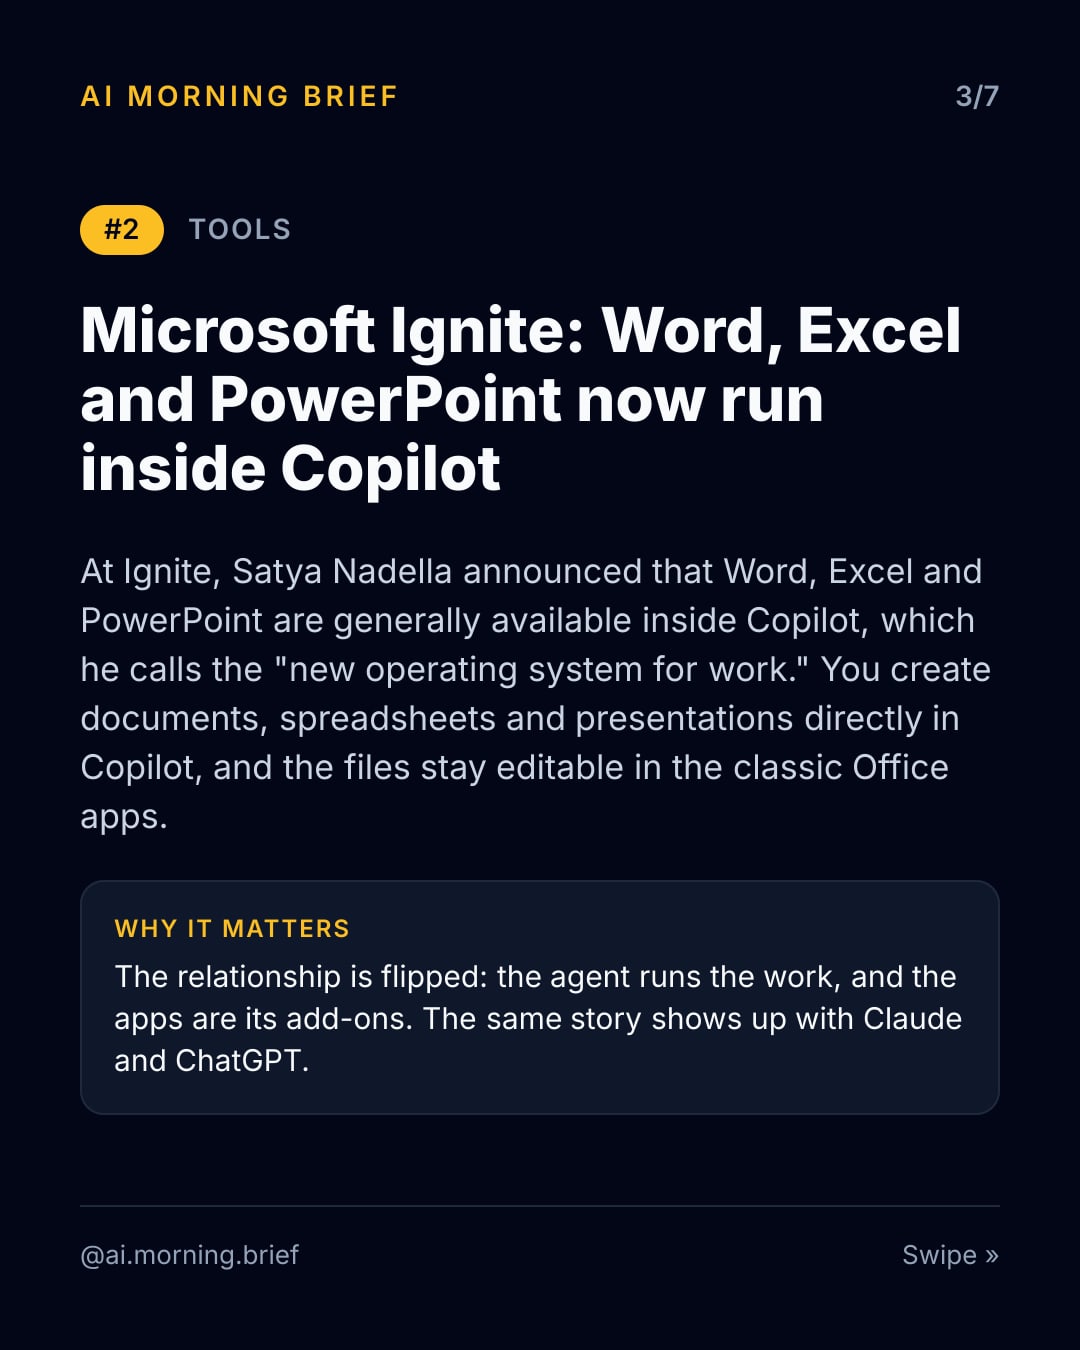 AI MORNING BRIEF
3/7
#2 TOOLS
Microsoft Ignite: Word, Excel
and PowerPoint now run
inside Copilot
At Ignite, Satya Nadella announced that Word, Excel and
PowerPoint are generally available inside Copilot, which
he calls the "new operating system for work." You create
documents, spreadsheets and presentations directly in
Copilot, and the files stay editable in the classic Office
apps.
WHY IT MATTERS
The relationship is flipped: the agent runs the work, and the
apps are its add-ons. The same story shows up with Claude
and ChatGPT.
@ai.morning.brief
Swipe »